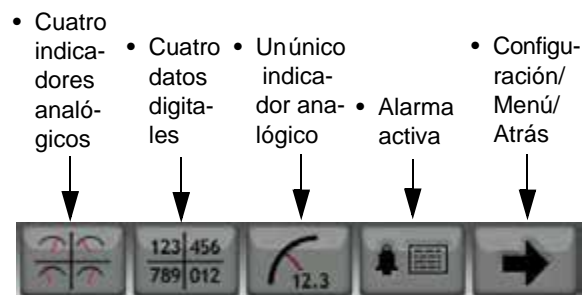 • Cuatro
indica-
dores
analó-
gicos
• Cuatro
datos
digita-
les
• Un único
indica-
dor ana-
lógico
• Alarma
activa
• Configu-
ración/
Menú/
Atrás
123 456
789 012
12.3